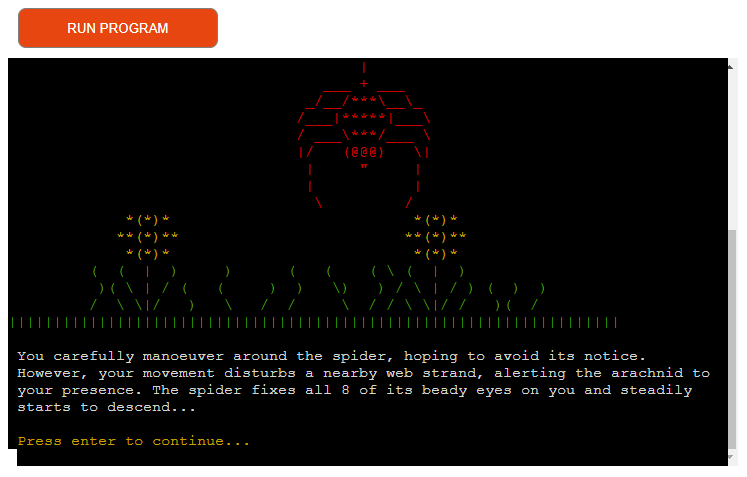 RUN PROGRAM
You carefully manoeuver around the spider, hoping to avoid its notice.
However, your movement disturbs a nearby web strand, alerting the arachnid to
your presence. The spider fixes all 8 of its beady eyes on you and steadily
starts to descend...
Press enter to continue...